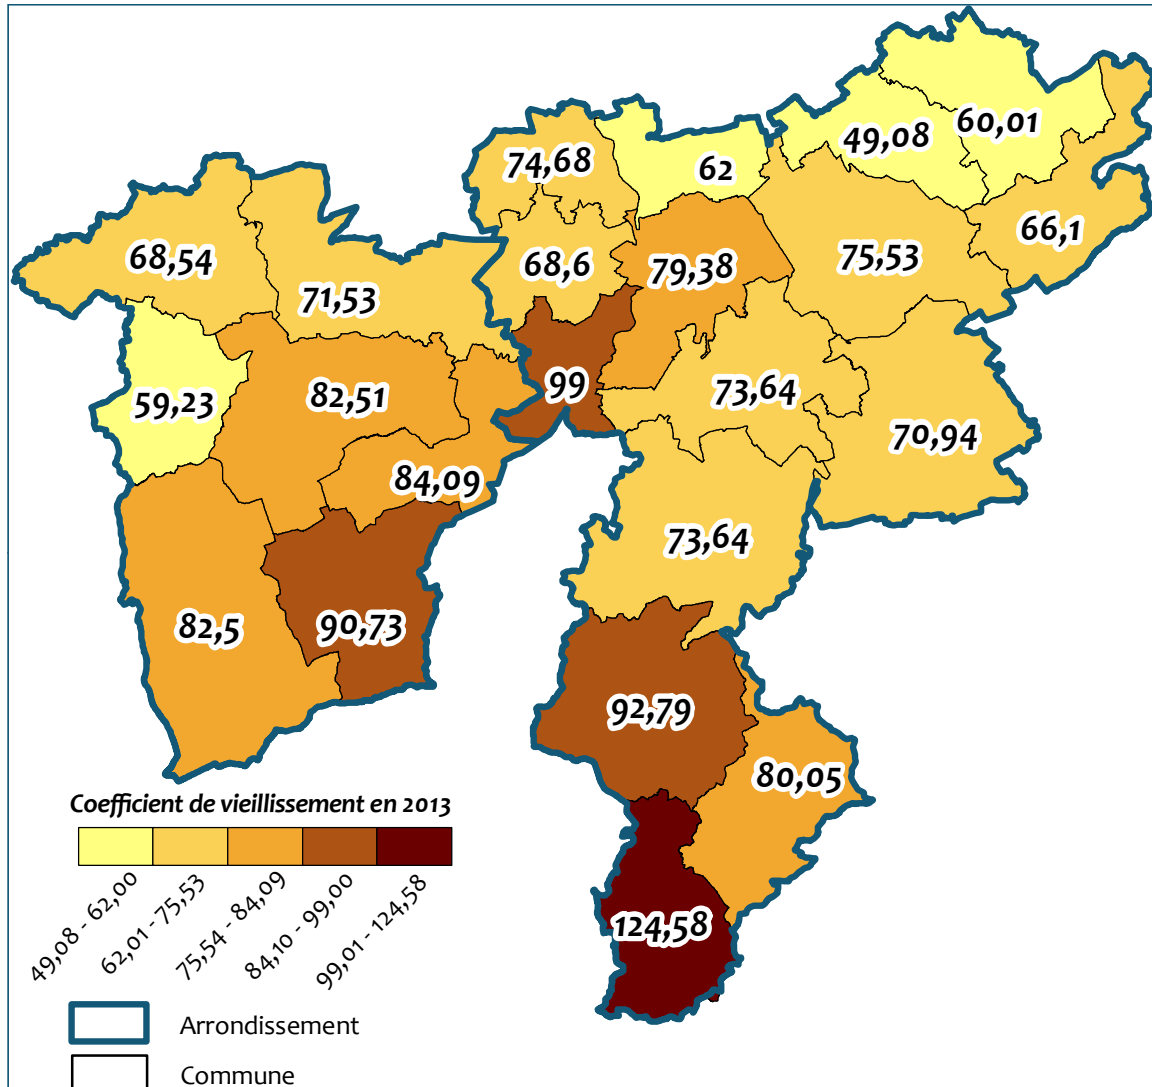 60,01
49,08
74,68
62
66,1
68,54
68,6
79,38
75,53
71,53
59,23
82,51
99
73,64
70,94
84,09
73,64
82,5
90,73
92,79
80,05
124,58
Coefficient de vieillissement en 2013
49,08 - 62,00
62,01 - 75,53
75,54 - 84,09
84,10 - 99,00
99,01 - 124,58
Arrondissement
Commune